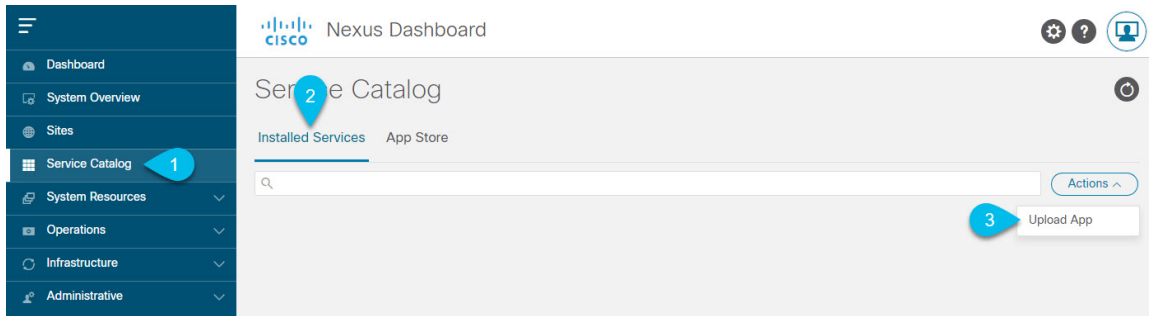 CISCO Nexus Dashboard
?
Dashboard
System Overview
Sites
Service Catalog 1
System Resources
Operations
Infrastructure
Administrative
Ser e Catalog
2
Installed Services App Store
Actions
3 Upload App